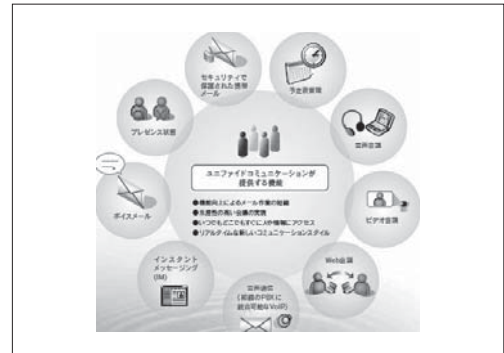 セキュリティで
保護された携帯
メール
予定表管理
プレゼンス状態
音声会議
ユニファイドコミュニケーションが
提供する機能
●機能向上によるメール作業の軽減
●生産性の高い会議の実現
●いつでもどこでもすぐに人や情報にアクセス
●リアルタイムな新しいコミュニケーションスタイル
ボイスメール
ビデオ会議
インスタント
メッセージング
(IM)
Web会議
音声通信
(既存のPBXに
統合可能なVoIP)